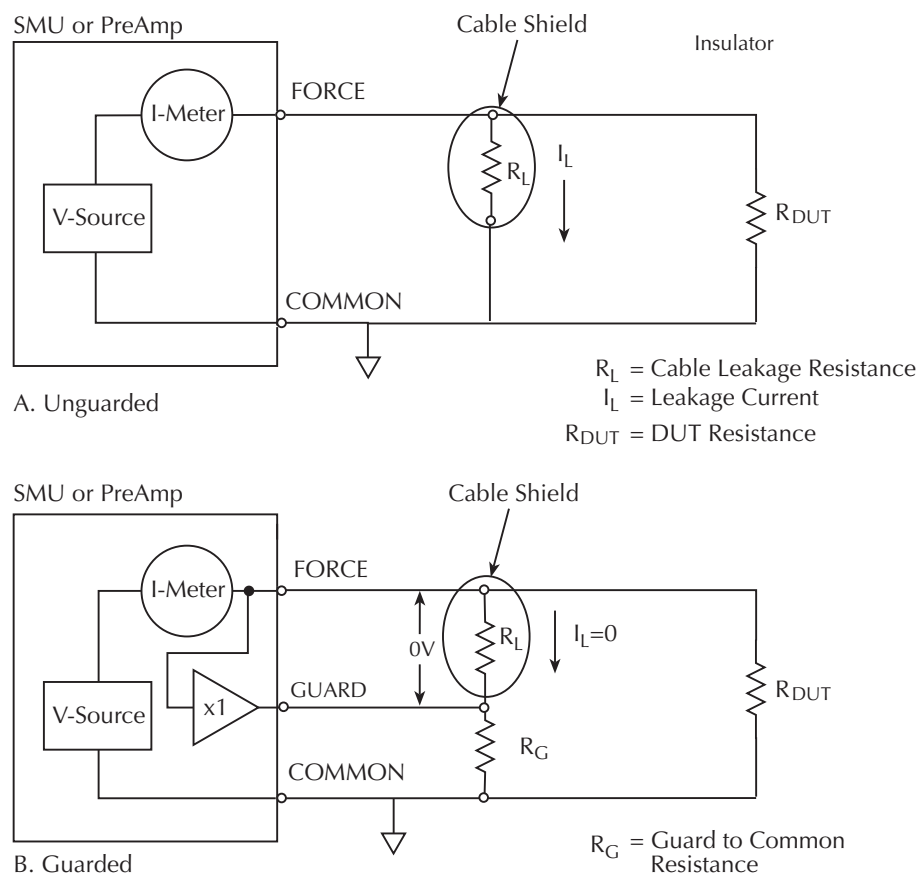 SMU or PreAmp
Cable Shield
Insulator
I-Meter
FORCE
V-Source
R_L
I_L
R_DUT
COMMON
R_L = Cable Leakage Resistance
I_L = Leakage Current
R_DUT = DUT Resistance
A. Unguarded
SMU or PreAmp
Cable Shield
I-Meter
FORCE
0V
R_L
I_L=0
V-Source
x1
GUARD
R_DUT
R_G
COMMON
R_G = Guard to Common
Resistance
B. Guarded